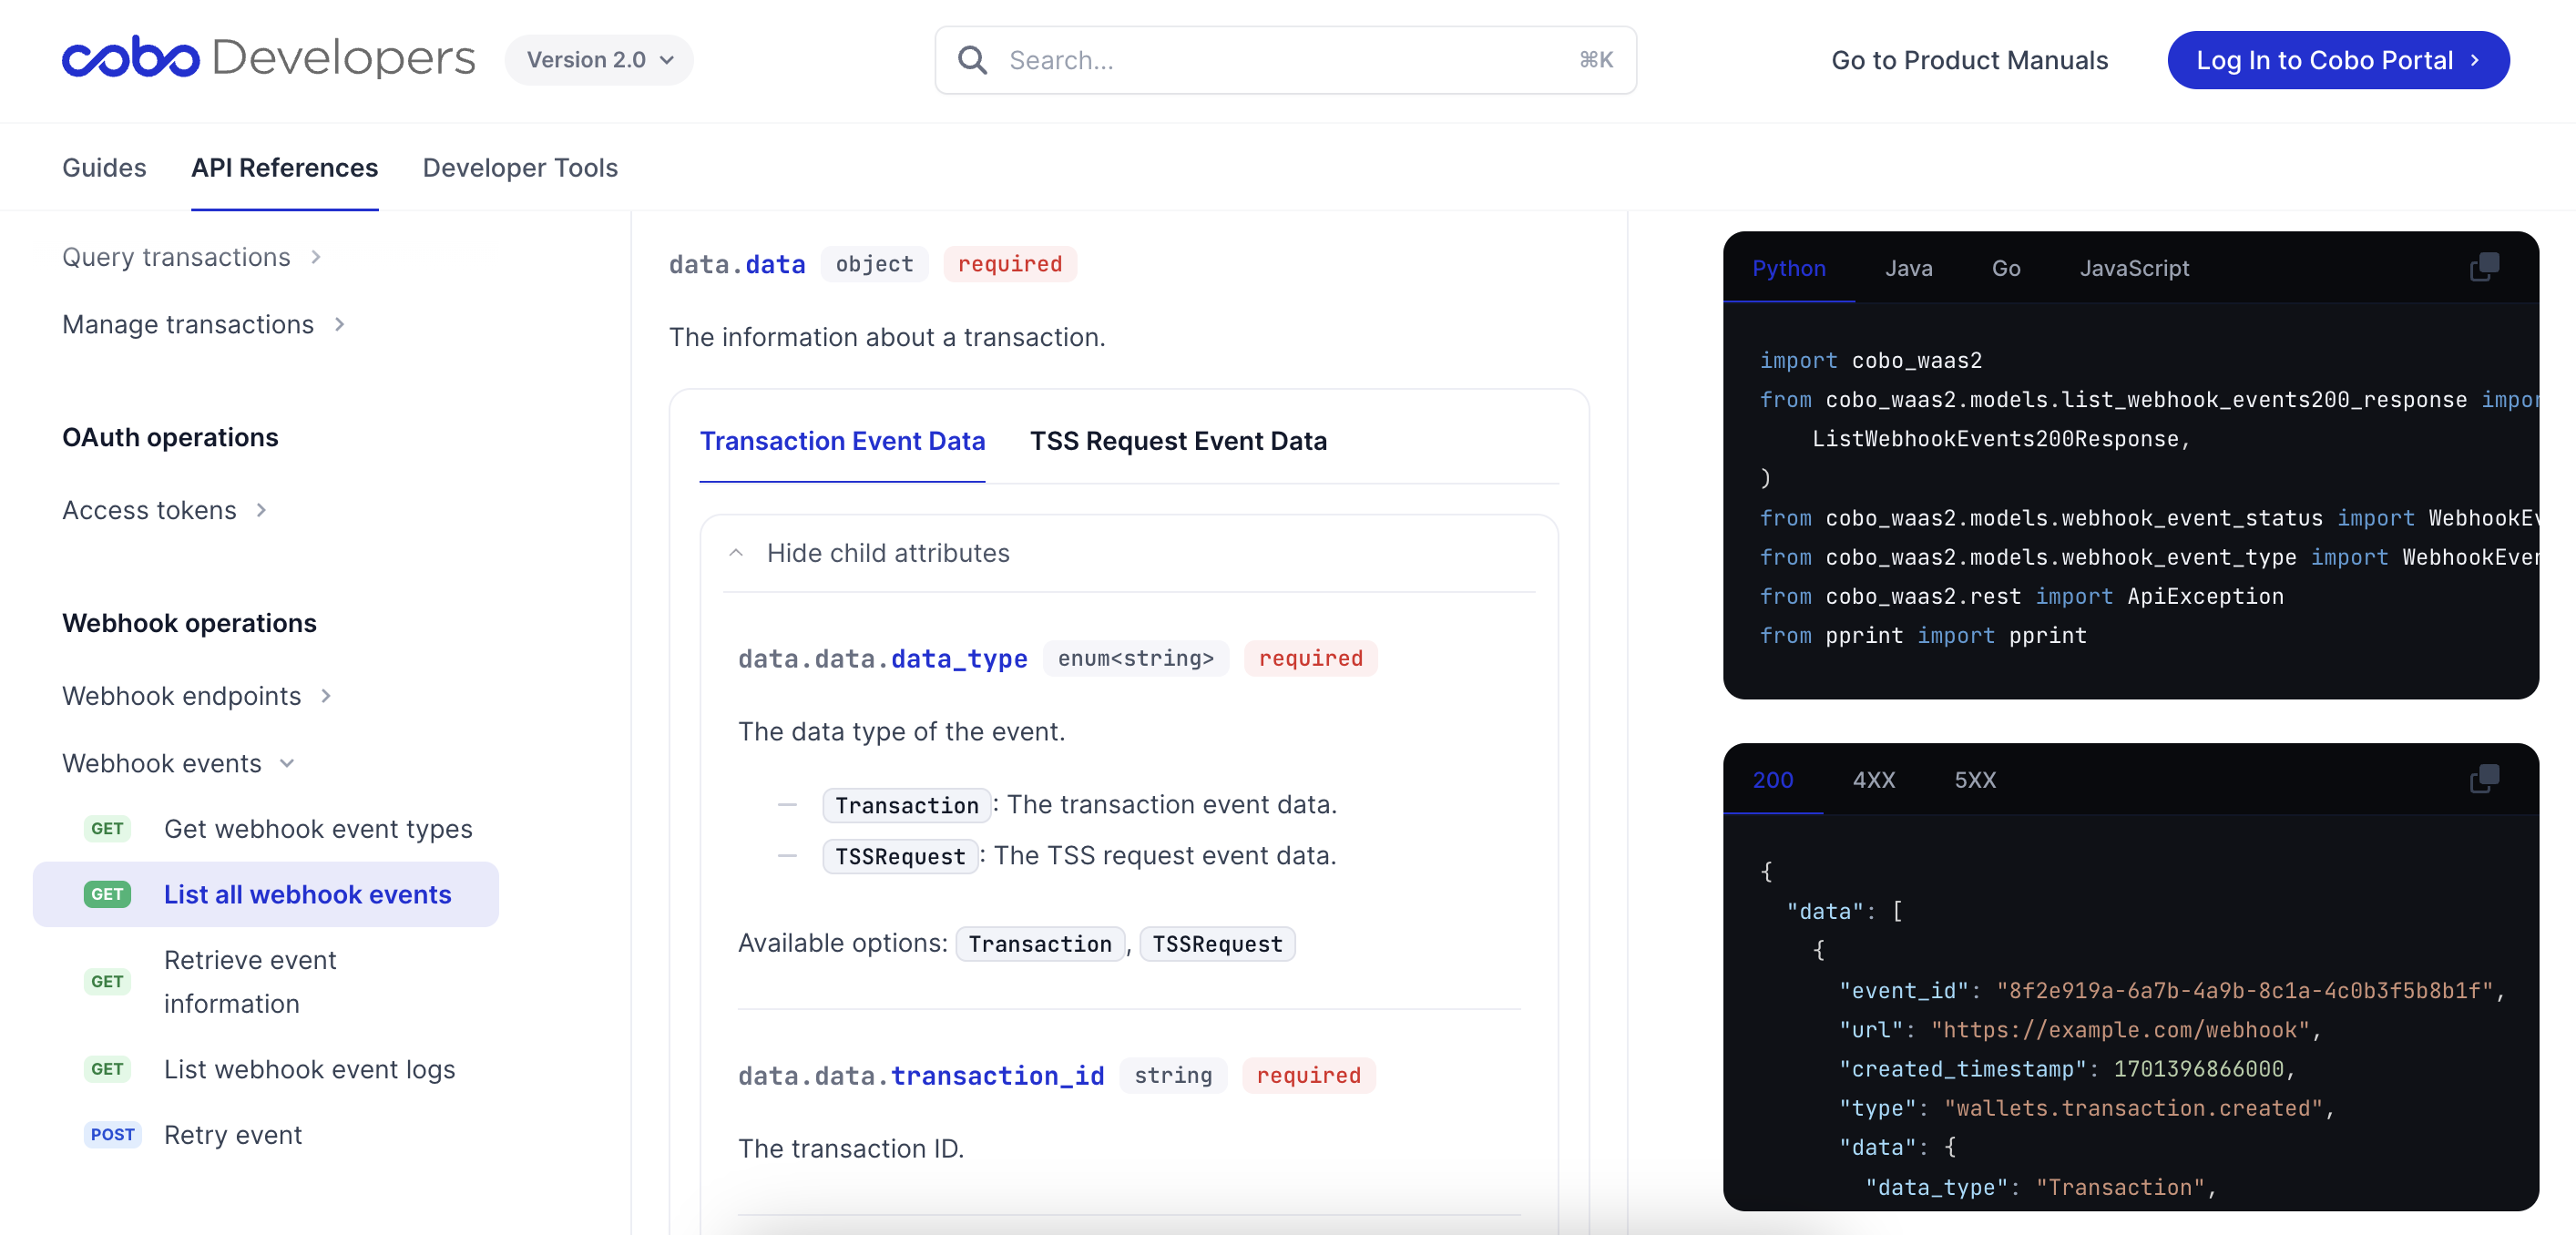 cobo Developers
Version 2.0
Search...
⌘K
Go to Product Manuals
Log In to Cobo Portal
Guides
API References
Developer Tools
Query transactions
Manage transactions
OAuth operations
Access tokens
Webhook operations
Webhook endpoints
Webhook events
GET Get webhook event types
GET List all webhook events
GET Retrieve event
information
GET List webhook event logs
POST Retry event
data.data object required
The information about a transaction.
Transaction Event Data
TSS Request Event Data
Hide child attributes
data.data.data_type enum<string> required
The data type of the event.
Transaction: The transaction event data.
TSSRequest: The TSS request event data.
Available options: Transaction, TSSRequest
data.data.transaction_id string required
The transaction ID.
Python Java Go JavaScript
import cobo_waas2
from cobo_waas2.models.list_webhook_events200_response impor
ListWebhookEvents200Response,
)
from cobo_waas2.models.webhook_event_status import WebhookEv
from cobo_waas2.models.webhook_event_type import WebhookEven
from cobo_waas2.rest import ApiException
from pprint import pprint
200 4XX 5XX
{
"data": [
{
"event_id": "8f2e919a-6a7b-4a9b-8c1a-4c0b3f5b8b1f",
"url": "https://example.com/webhook",
"created_timestamp": 1701396866000,
"type": "wallets.transaction.created",
"data": {
"data_type": "Transaction",